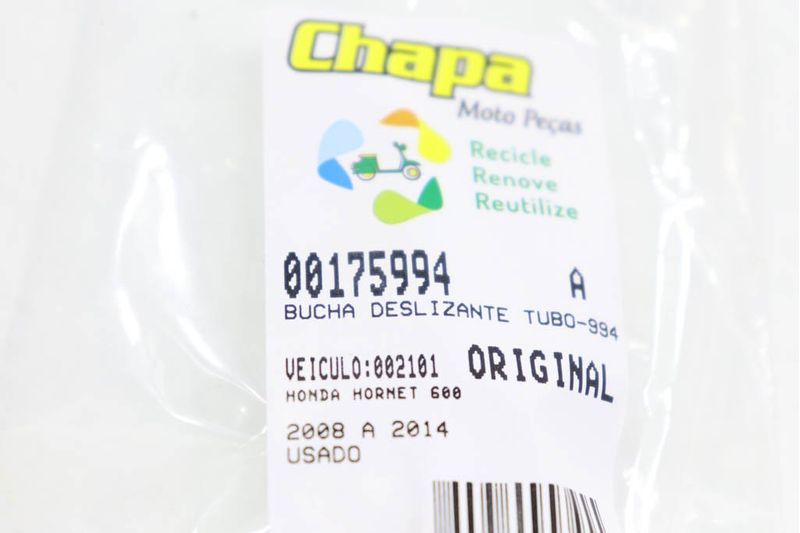 Chapa
Moto Peças
Recicle
Renove
Reutilize
00175994 A
BUCHA DESLIZANTE TUBO-994
VEICULO:002101 ORIGINAL
HONDA HORNET 600
2008 A 2014
USADO